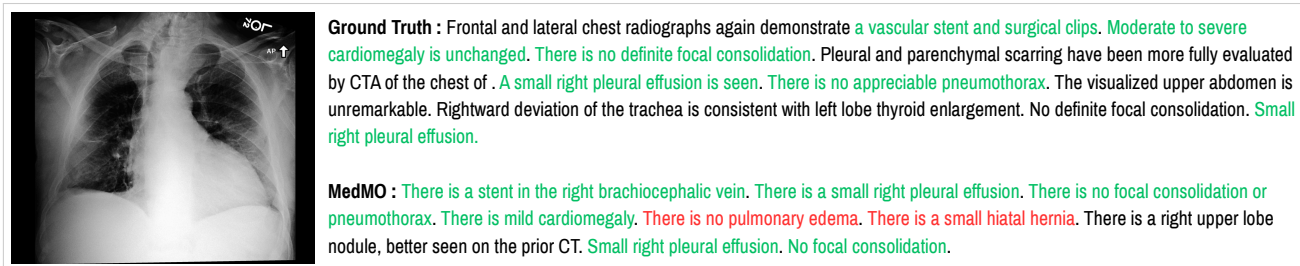 VOL
AP
Ground Truth : Frontal and lateral chest radiographs again demonstrate a vascular stent and surgical clips. Moderate to severe
cardiomegaly is unchanged. There is no definite focal consolidation. Pleural and parenchymal scarring have been more fully evaluated
by CTA of the chest of . A small right pleural effusion is seen. There is no appreciable pneumothorax. The visualized upper abdomen is
unremarkable. Rightward deviation of the trachea is consistent with left lobe thyroid enlargement. No definite focal consolidation. Small
right pleural effusion.
MedMO : There is a stent in the right brachiocephalic vein. There is a small right pleural effusion. There is no focal consolidation or
pneumothorax. There is mild cardiomegaly. There is no pulmonary edema. There is a small hiatal hernia. There is a right upper lobe
nodule, better seen on the prior CT. Small right pleural effusion. No focal consolidation.